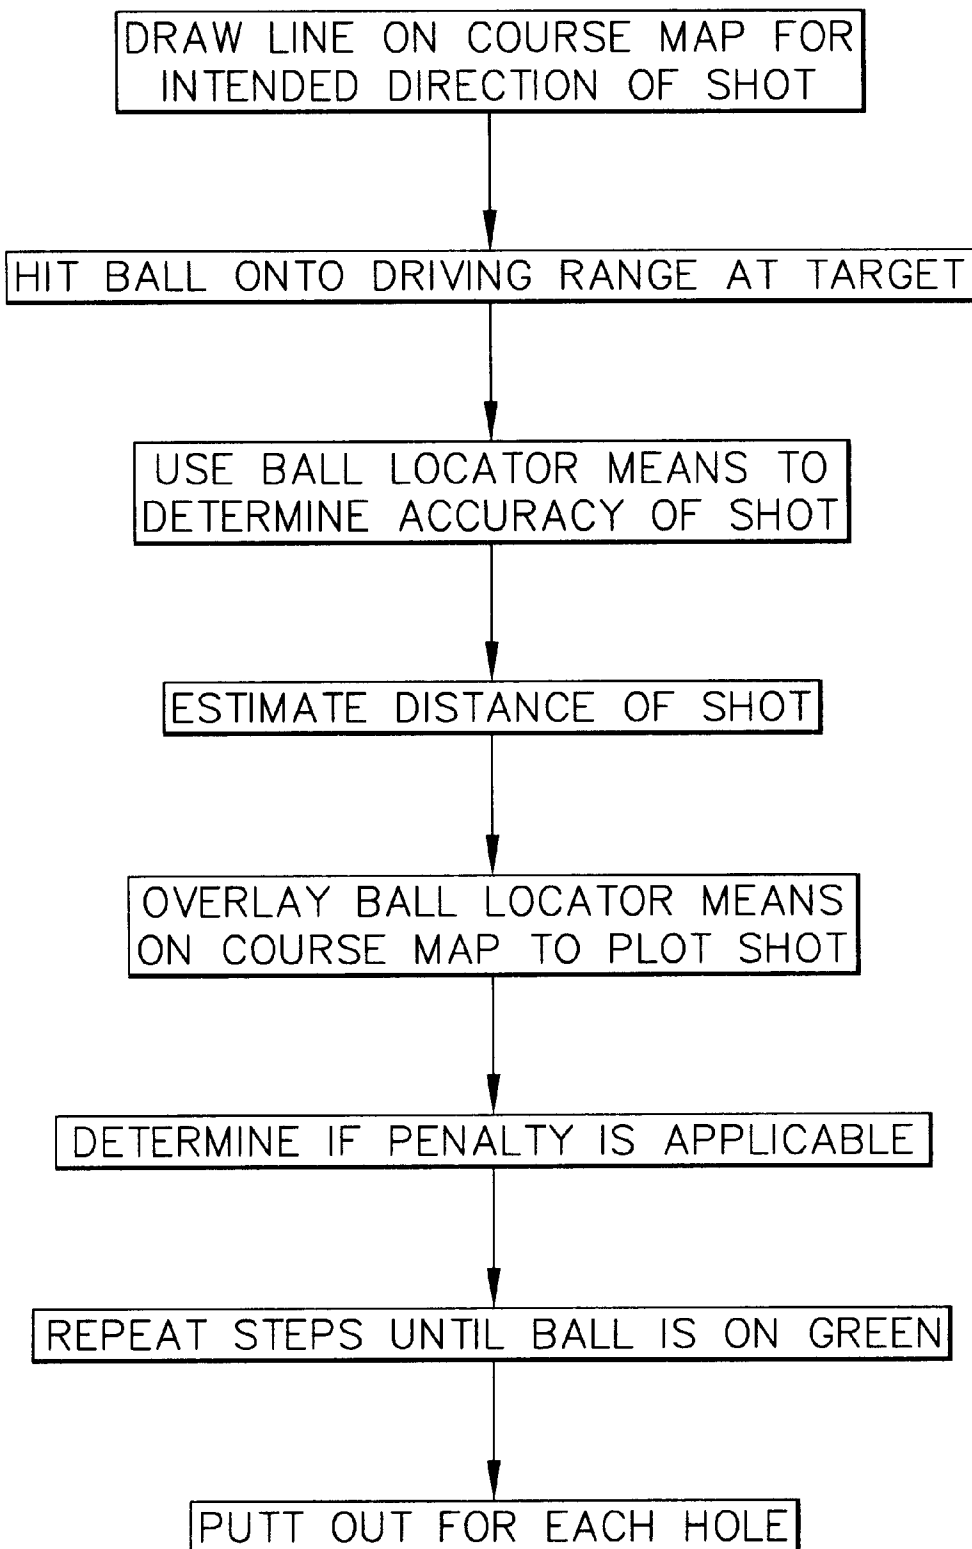 DRAW LINE ON COURSE MAP FOR
INTENDED DIRECTION OF SHOT
HIT BALL ONTO DRIVING RANGE AT TARGET
USE BALL LOCATOR MEANS TO
DETERMINE ACCURACY OF SHOT
ESTIMATE DISTANCE OF SHOT
OVERLAY BALL LOCATOR MEANS
ON COURSE MAP TO PLOT SHOT
DETERMINE IF PENALTY IS APPLICABLE
REPEAT STEPS UNTIL BALL IS ON GREEN
PUTT OUT FOR EACH HOLE